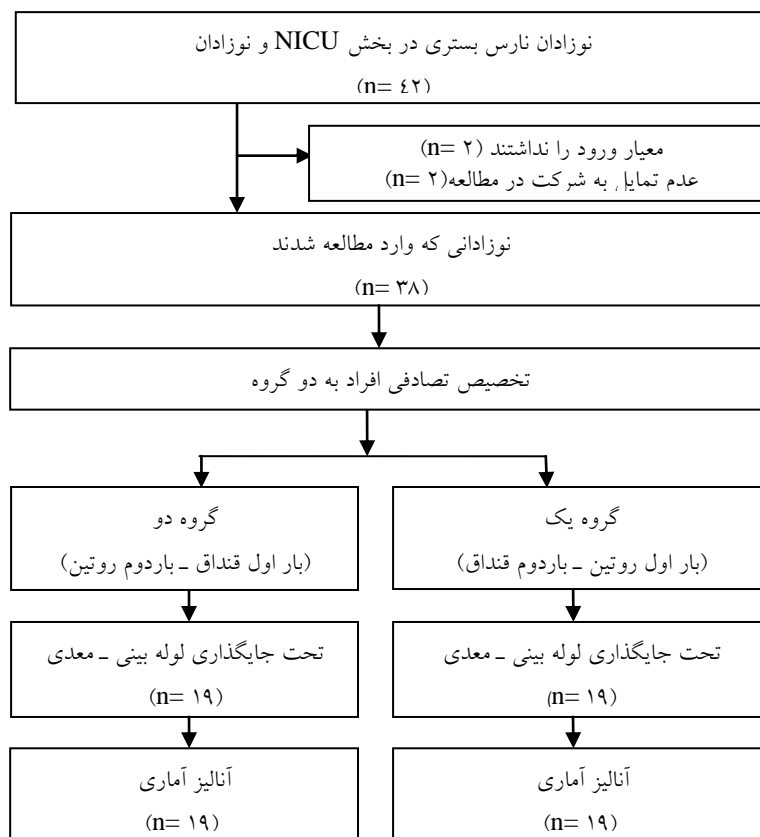 نوزادان نارس بستری در بخش NICU و نوزادان
(n= ٤٢)
معیار ورود را نداشتند (n= ٢)
عدم تمایل به شرکت در مطالعه(n= ٢)
نوزادانی که وارد مطالعه شدند
(n= ٣٨)
تخصیص تصادفی افراد به دو گروه
گروه یک
(بار اول روتین ـ باردوم قنداق)
گروه دو
(بار اول قنداق ـ باردوم روتین)
تحت جایگذاری لوله بینی ـ معدی
(n= ١٩)
تحت جایگذاری لوله بینی ـ معدی
(n= ١٩)
آنالیز آماری
(n= ١٩)
آنالیز آماری
(n= ١٩)